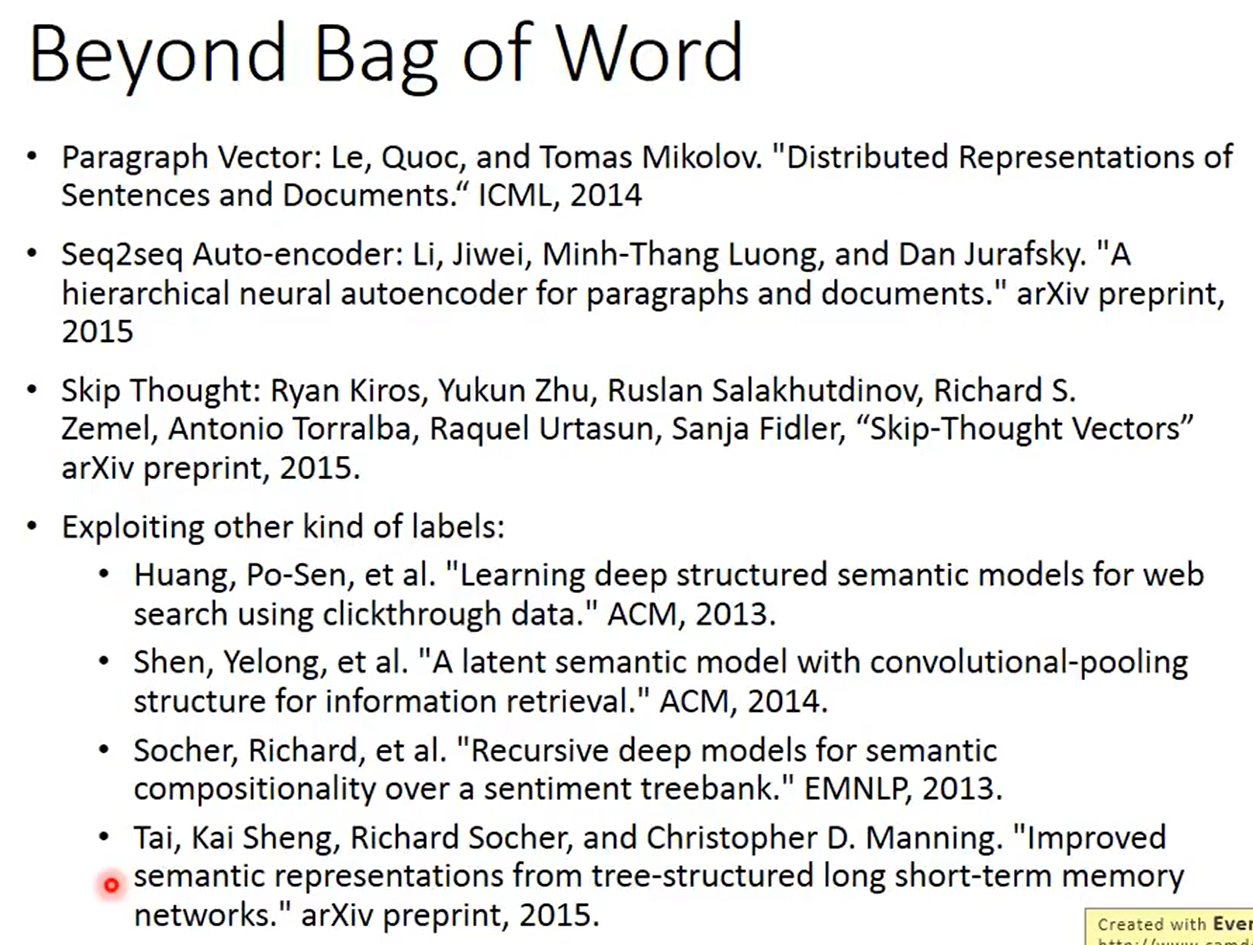 Beyond Bag of Word
• Paragraph Vector: Le, Quoc, and Tomas Mikolov. "Distributed Representations of
Sentences and Documents.“ ICML, 2014
• Seq2seq Auto-encoder: Li, Jiwei, Minh-Thang Luong, and Dan Jurafsky. "A
hierarchical neural autoencoder for paragraphs and documents." arXiv preprint,
2015
• Skip Thought: Ryan Kiros, Yukun Zhu, Ruslan Salakhutdinov, Richard S.
Zemel, Antonio Torralba, Raquel Urtasun, Sanja Fidler, “Skip-Thought Vectors”
arXiv preprint, 2015.
• Exploiting other kind of labels:
• Huang, Po-Sen, et al. "Learning deep structured semantic models for web
search using clickthrough data." ACM, 2013.
• Shen, Yelong, et al. "A latent semantic model with convolutional-pooling
structure for information retrieval." ACM, 2014.
• Socher, Richard, et al. "Recursive deep models for semantic
compositionality over a sentiment treebank." EMNLP, 2013.
• Tai, Kai Sheng, Richard Socher, and Christopher D. Manning. "Improved
semantic representations from tree-structured long short-term memory
networks." arXiv preprint, 2015.
Created with Ever